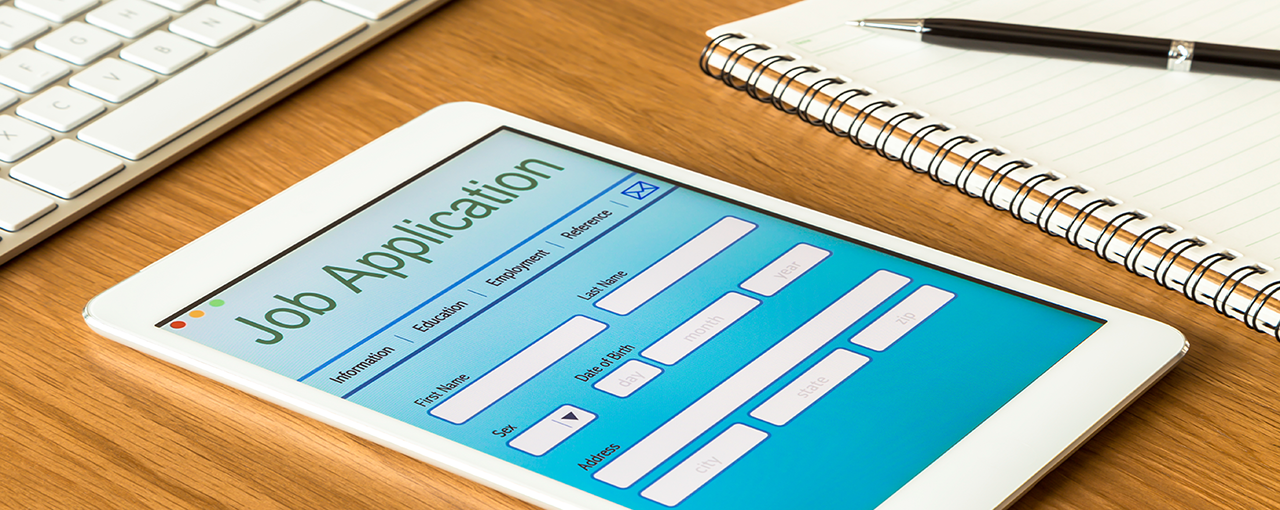 Job Application
Information | Education | Employment | Reference |
First Name
Last Name
Sex
Date of Birth
day
month
year
Address
city
state
zip
G
H
N
B
F
V
C
X